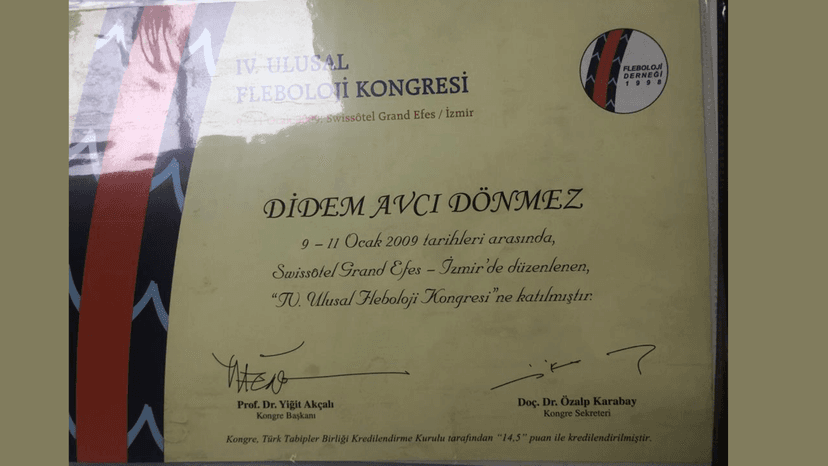 IV. ULUSAL
FLEBOLOJİ KONGRESİ
2009, Swissôtel Grand Efes / İzmir
FLEBOLOJİ
DERNEĞİ
1998
DİDEM AVCI DÖNMEZ
9 – 11 Ocak 2009 tarihleri arasında,
Swissôtel Grand Efes – İzmir'de düzenlenen,
“IV. Ulusal Fleboloji Kongresi”ne katılmıştır.
Prof. Dr. Yiğit Akçalı
Kongre Başkanı
Doç. Dr. Özalp Karabay
Kongre Sekreteri
Kongre, Türk Tabipler Birliği Kredilendirme Kurulu tarafından “14,5” puan ile kredilendirilmiştir.